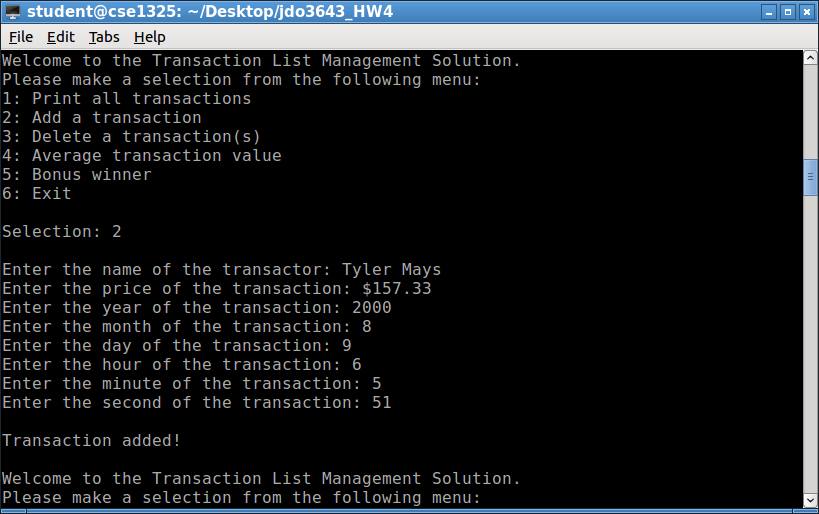 student@cse1325: ~/Desktop/jdo3643_HW4
File Edit Tabs Help
Welcome to the Transaction List Management Solution.
Please make a selection from the following menu:
1: Print all transactions
2: Add a transaction
3: Delete a transaction(s)
4: Average transaction value
5: Bonus winner
6: Exit
Selection: 2
Enter the name of the transactor: Tyler Mays
Enter the price of the transaction: $157.33
Enter the year of the transaction: 2000
Enter the month of the transaction: 8
Enter the day of the transaction: 9
Enter the hour of the transaction: 6
Enter the minute of the transaction: 5
Enter the second of the transaction: 51
Transaction added!
Welcome to the Transaction List Management Solution.
Please make a selection from the following menu: